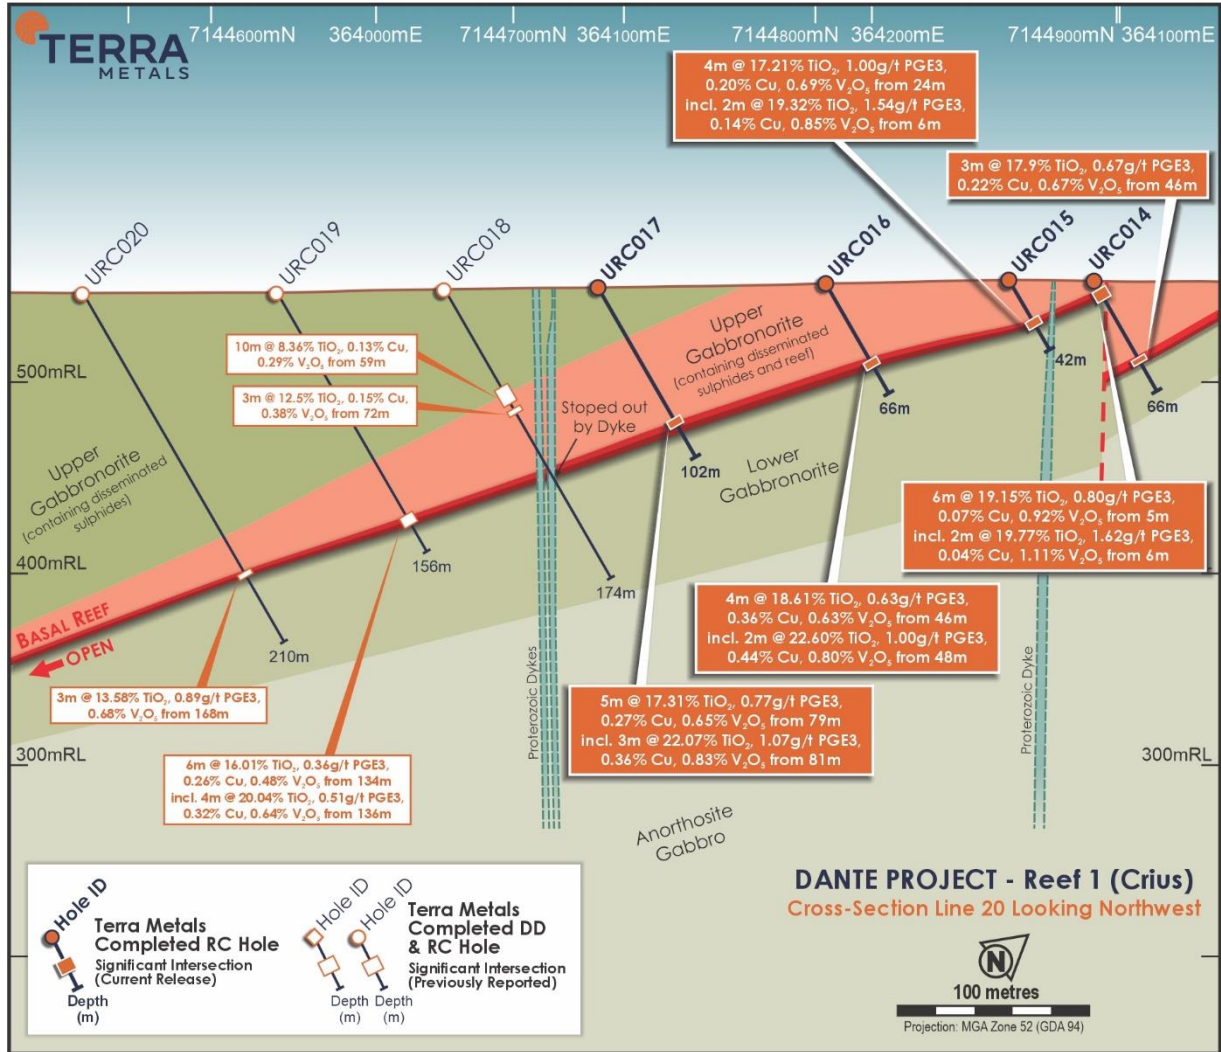 TERRA
METALS
7144600mN
364000mE
7144700mN
364100mE
7144800mN
364200mE
7144900mN
364100mE
4m @ 17.21% TiO₂, 1.00g/t PGE3,
0.20% Cu, 0.69% V₂O₅ from 24m
incl. 2m @ 19.32% TiO₂, 1.54g/t PGE3,
0.14% Cu, 0.85% V₂O₅ from 6m
3m @ 17.9% TiO₂, 0.67g/t PGE3,
0.22% Cu, 0.67% V₂O₅ from 46m
URC020
URC019
URC018
URC017
URC016
URC015
URC014
10m @ 8.36% TiO₂, 0.13% Cu,
0.29% V₂O₅ from 59m
3m @ 12.5% TiO₂, 0.15% Cu,
0.38% V₂O₅ from 72m
Upper
Gabbronorite
(containing disseminated
sulphides and reef)
500mRL
42m
66m
66m
Stoped out
by Dyke
Upper
Gabbronorite
(containing disseminated
sulphides)
102m
Lower
Gabbronorite
6m @ 19.15% TiO₂, 0.80g/t PGE3,
0.07% Cu, 0.92% V₂O₅ from 5m
incl. 2m @ 19.77% TiO₂, 1.62g/t PGE3,
0.04% Cu, 1.11% V₂O₅ from 6m
400mRL
156m
174m
4m @ 18.61% TiO₂, 0.63g/t PGE3,
0.36% Cu, 0.63% V₂O₅ from 46m
incl. 2m @ 22.60% TiO₂, 1.00g/t PGE3,
0.44% Cu, 0.80% V₂O₅ from 48m
BASAL REEF
OPEN
210m
3m @ 13.58% TiO₂, 0.89g/t PGE3,
0.68% V₂O₅ from 168m
Proterozoic Dykes
5m @ 17.31% TiO₂, 0.77g/t PGE3,
0.27% Cu, 0.65% V₂O₅ from 79m
incl. 3m @ 22.07% TiO₂, 1.07g/t PGE3,
0.36% Cu, 0.83% V₂O₅ from 81m
Proterozoic Dyke
300mRL
300mRL
6m @ 16.01% TiO₂, 0.36g/t PGE3,
0.26% Cu, 0.48% V₂O₅ from 134m
incl. 4m @ 20.04% TiO₂, 0.51g/t PGE3,
0.32% Cu, 0.64% V₂O₅ from 136m
Anorthosite
Gabbro
Hole ID
Terra Metals
Completed RC Hole
Significant Intersection
(Current Release)
Depth
(m)
Hole ID
Hole ID
Terra Metals
Completed DD
& RC Hole
Significant Intersection
(Previously Reported)
Depth
(m)
Depth
(m)
DANTE PROJECT - Reef 1 (Crius)
Cross-Section Line 20 Looking Northwest
N
100 metres
Projection: MGA Zone 52 (GDA 94)